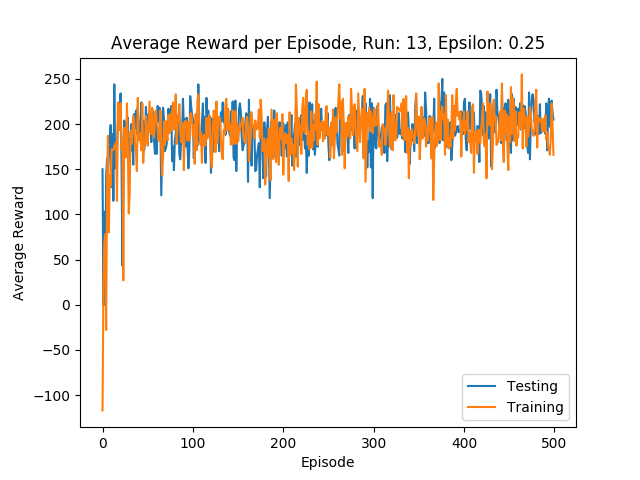 Average Reward per Episode, Run: 13, Epsilon: 0.25
250
200
150
100
50
0
−50
−100
Average Reward
0 100 200 300 400 500
Episode
Testing
Training